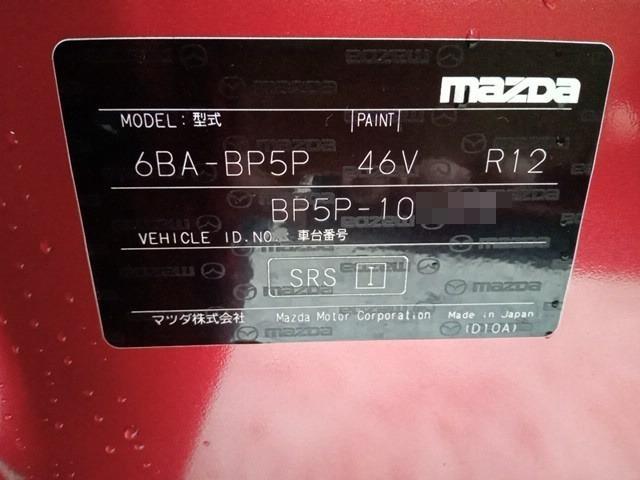 mazda
MODEL: 型式 PAINT
6BA-BP5P 46V R12
BP5P-10
VEHICLE ID.NO. 車台番号
SRS I
マツダ株式会社 Mazda Motor Corporation Made in Japan
(D10A)